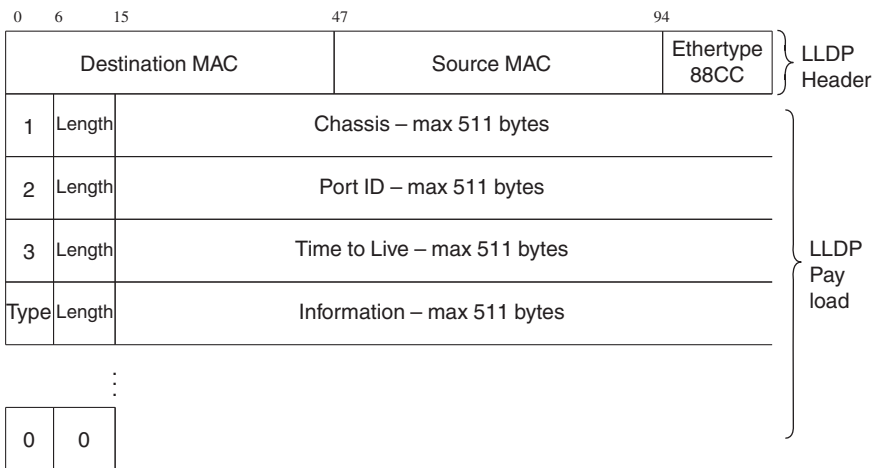 0 6 15 47 94
Destination MAC Source MAC Ethertype
88CC
LLDP
Header
1 Length Chassis – max 511 bytes
2 Length Port ID – max 511 bytes
3 Length Time to Live – max 511 bytes
Type Length Information – max 511 bytes
LLDP
Pay
load
0 0